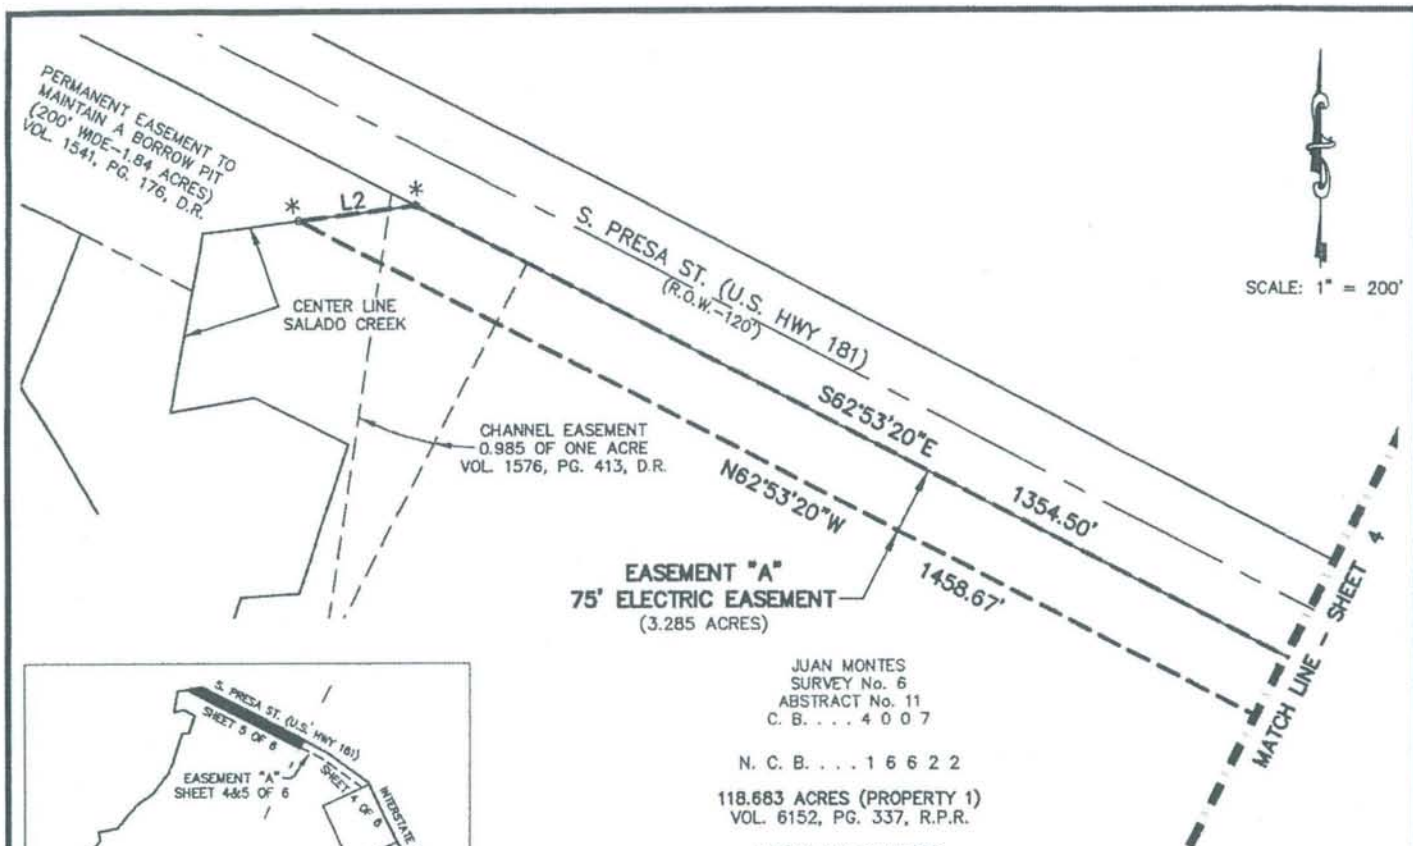 PERMANENT EASEMENT TO
MAINTAIN A BORROW PIT
(200' WIDE-1.84 ACRES)
VOL. 1541, PG. 176, D.R.
*
L2
*
S. PRESA ST. (U.S. HWY 181)
(R.O.W.-120')
SCALE: 1" = 200'
CENTER LINE
SALADO CREEK
S62°53'20"E
1354.50'
CHANNEL EASEMENT
0.985 OF ONE ACRE
VOL. 1576, PG. 413, D.R.
N62°53'20"W
1458.67'
EASEMENT "A"
75' ELECTRIC EASEMENT
(3.285 ACRES)
MATCH LINE - SHEET 4
JUAN MONTES
SURVEY No. 6
ABSTRACT No. 11
C. B. . . . 4 0 0 7
N. C. B. . . . 1 6 6 2 2
118.683 ACRES (PROPERTY 1)
VOL. 6152, PG. 337, R.P.R.
S. PRESA ST. (U.S. HWY 181)
SHEET 5 OF 6
EASEMENT "A"
SHEET 4&5 OF 6
SHEET 4 OF 6
INTERSTATE